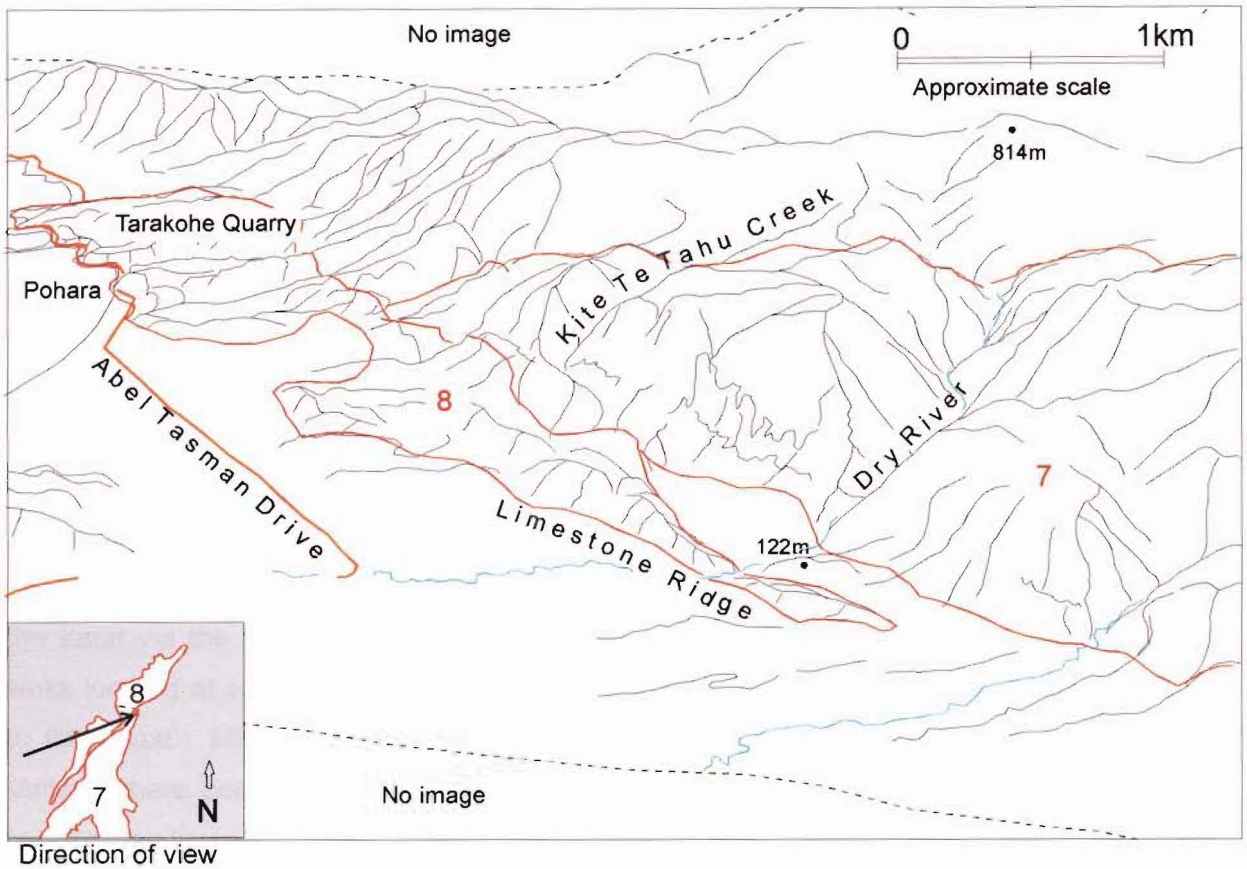 No image
0 1km
Approximate scale
814m
Tarakohe Quarry
Kite Te Tahu Creek
Pohara
Abel Tasman Drive
8
Dry River
7
Limestone Ridge
122m
8
7
N
No image
Direction of view